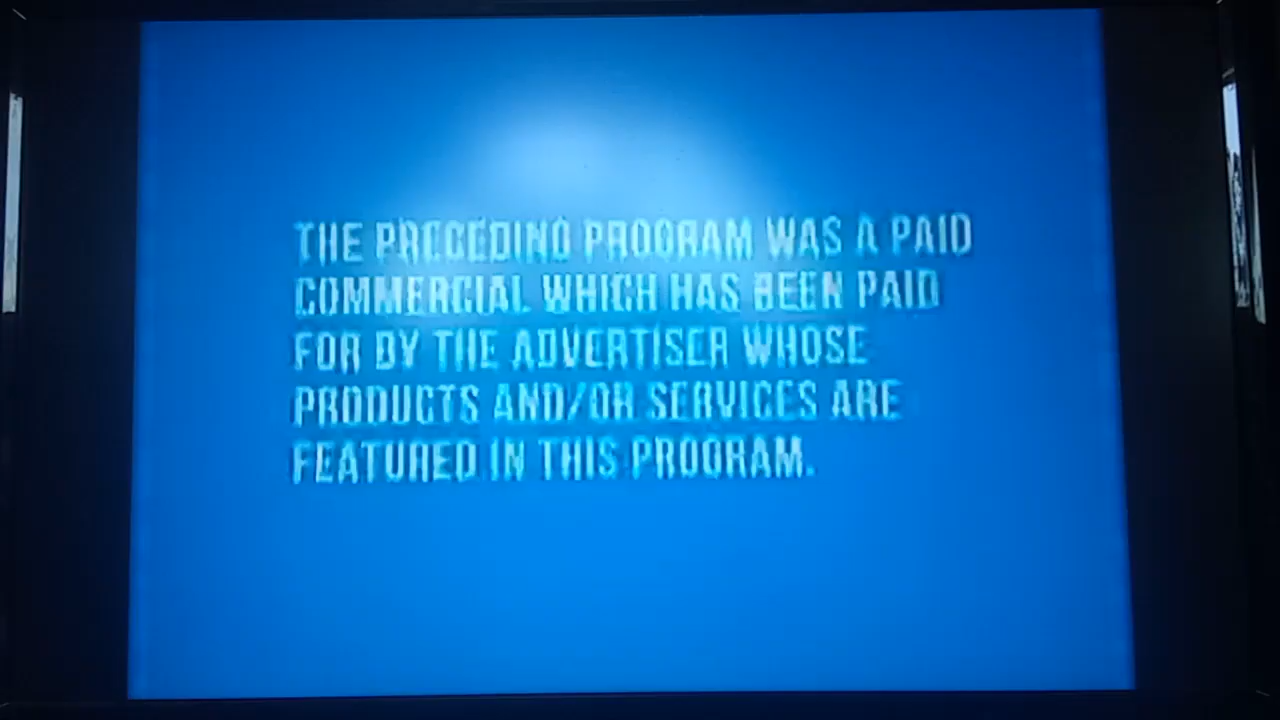 THE PRECEDING PROGRAM WAS A PAID
COMMERCIAL WHICH HAS BEEN PAID
FOR BY THE ADVERTISER WHOSE
PRODUCTS AND/OR SERVICES ARE
FEATURED IN THIS PROGRAM.